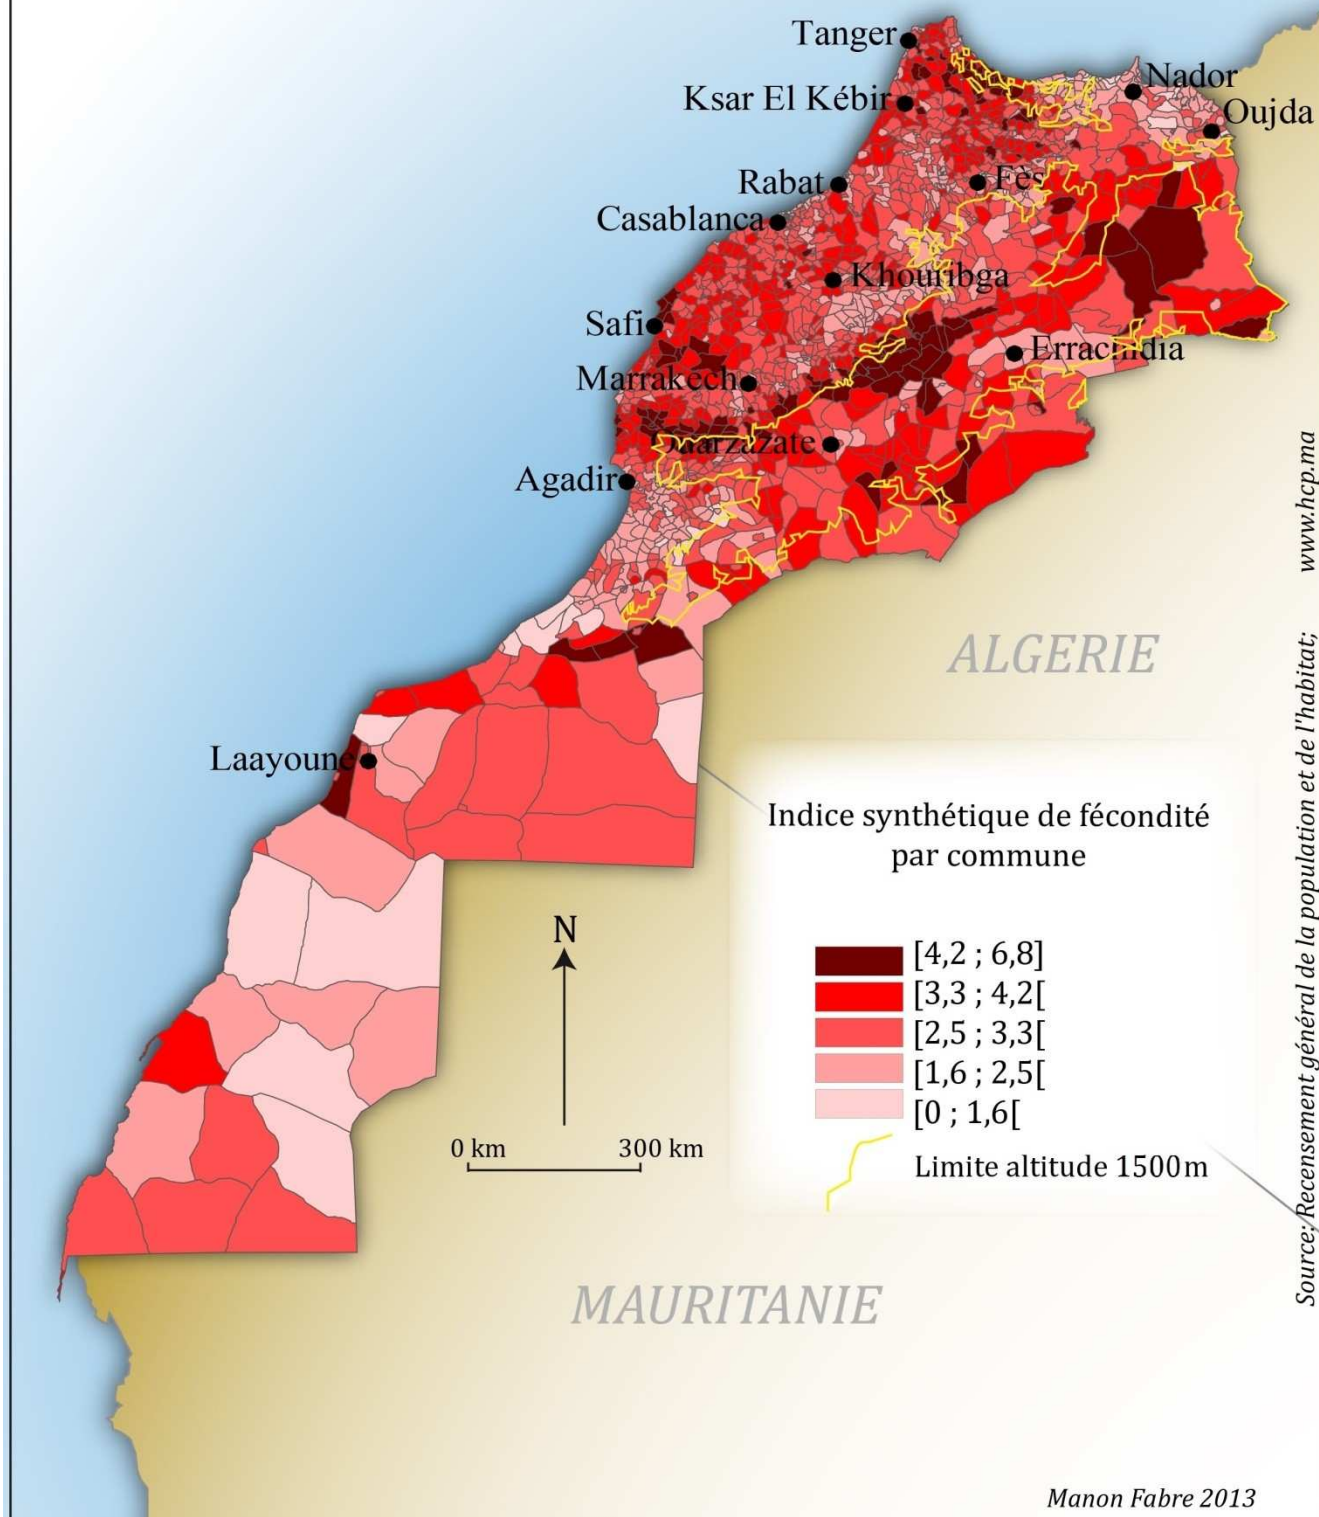 Tanger
Nador
Ksar El Kébir
Oujda
Rabat
Fès
Casablanca
Khouribga
Safi
Errachidia
Marrakech
Ouarzazate
Agadir
ALGERIE
Laayoune
Indice synthétique de fécondité
par commune
N
[4,2 ; 6,8]
[3,3 ; 4,2[
[2,5 ; 3,3[
[1,6 ; 2,5[
[0 ; 1,6[
0 km 300 km
Limite altitude 1500m
MAURITANIE
Source: Recensement général de la population et de l'habitat; www.hcp.ma
Manon Fabre 2013